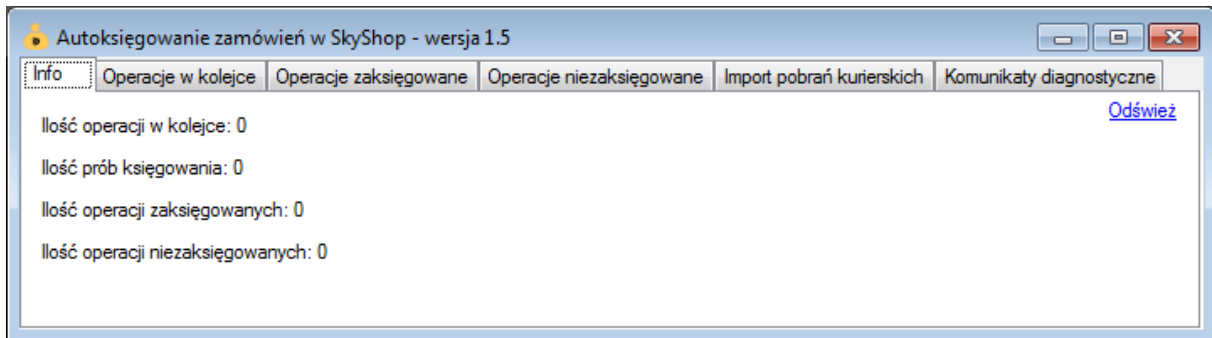 Autoksięgowanie zamówień w SkyShop - wersja 1.5
Info Operacje w kolejce Operacje zaksięgowane Operacje niezaksięgowane Import pobrań kurierskich Komunikaty diagnostyczne
Odśwież
Ilość operacji w kolejce: 0
Ilość prób księgowania: 0
Ilość operacji zaksięgowanych: 0
Ilość operacji niezaksięgowanych: 0